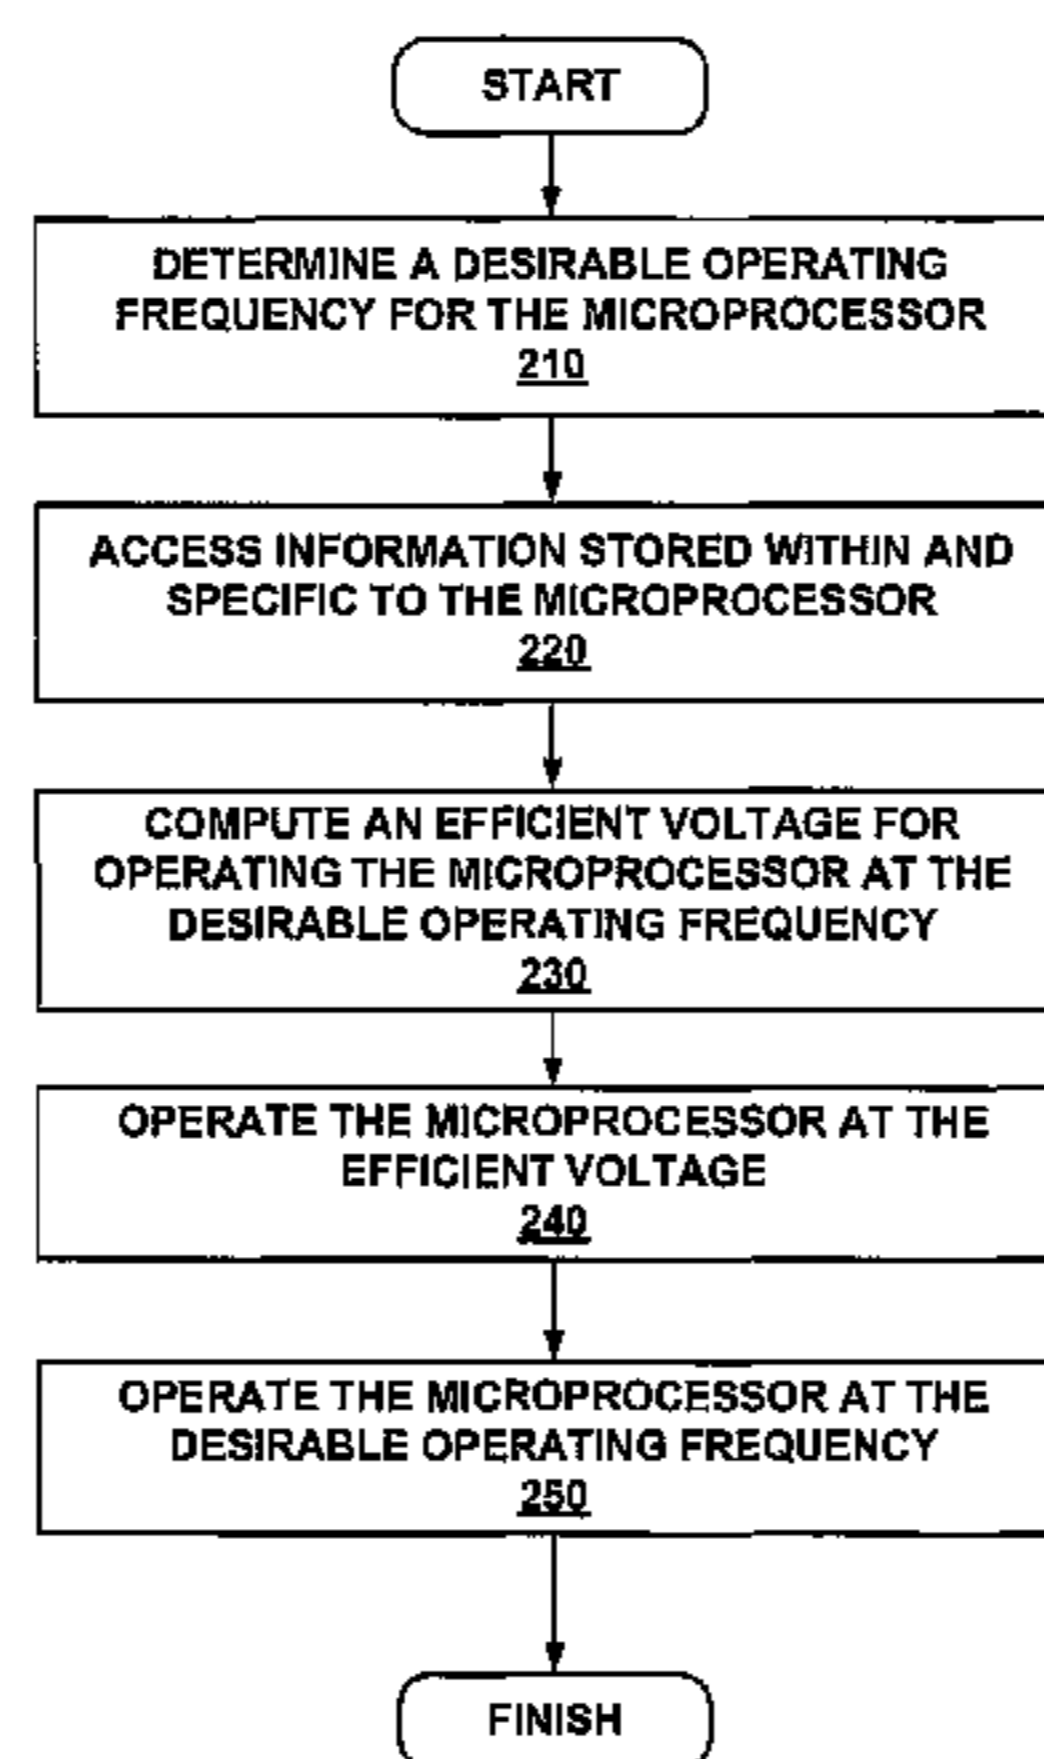 START
DETERMINE A DESIRABLE OPERATING
FREQUENCY FOR THE MICROPROCESSOR
210
ACCESS INFORMATION STORED WITHIN AND
SPECIFIC TO THE MICROPROCESSOR
220
COMPUTE AN EFFICIENT VOLTAGE FOR
OPERATING THE MICROPROCESSOR AT THE
DESIRABLE OPERATING FREQUENCY
230
OPERATE THE MICROPROCESSOR AT THE
EFFICIENT VOLTAGE
240
OPERATE THE MICROPROCESSOR AT THE
DESIRABLE OPERATING FREQUENCY
250
FINISH